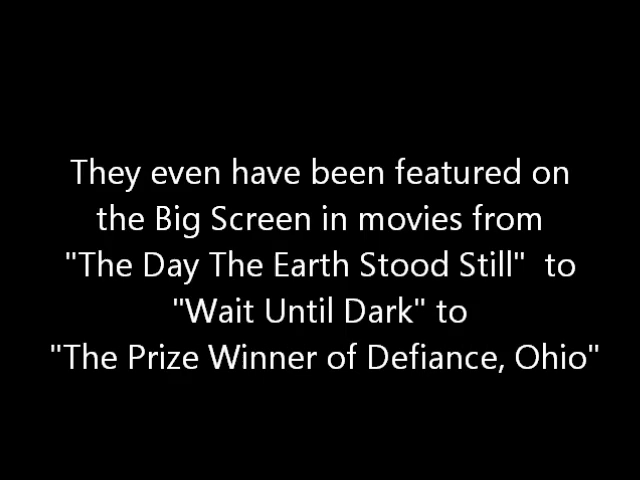 They even have been featured on
the Big Screen in movies from
"The Day The Earth Stood Still"  to
"Wait Until Dark" to
"The Prize Winner of Defiance, Ohio"